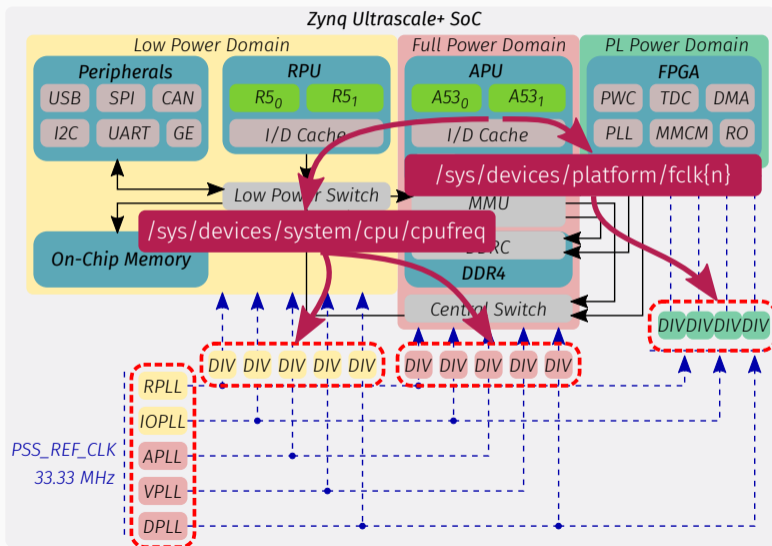 Zynq Ultrascale+ SoC
Low Power Domain
Full Power Domain
PL Power Domain
Peripherals
USB SPI CAN
I2C UART GE
RPU
R5₀ R5₁
I/D Cache
APU
A53₀ A53₁
I/D Cache
FPGA
PWC TDC DMA
PLL MMCM RO
/sys/devices/platform/fclk{n}
Low Power Switch
MMU
/sys/devices/system/cpu/cpufreq
On-Chip Memory
DDRC
DDR4
Central Switch
DIV DIV DIV DIV
DIV DIV DIV DIV DIV
DIV DIV DIV DIV DIV
RPLL
IOPLL
APLL
VPLL
DPLL
PSS_REF_CLK
33.33 MHz